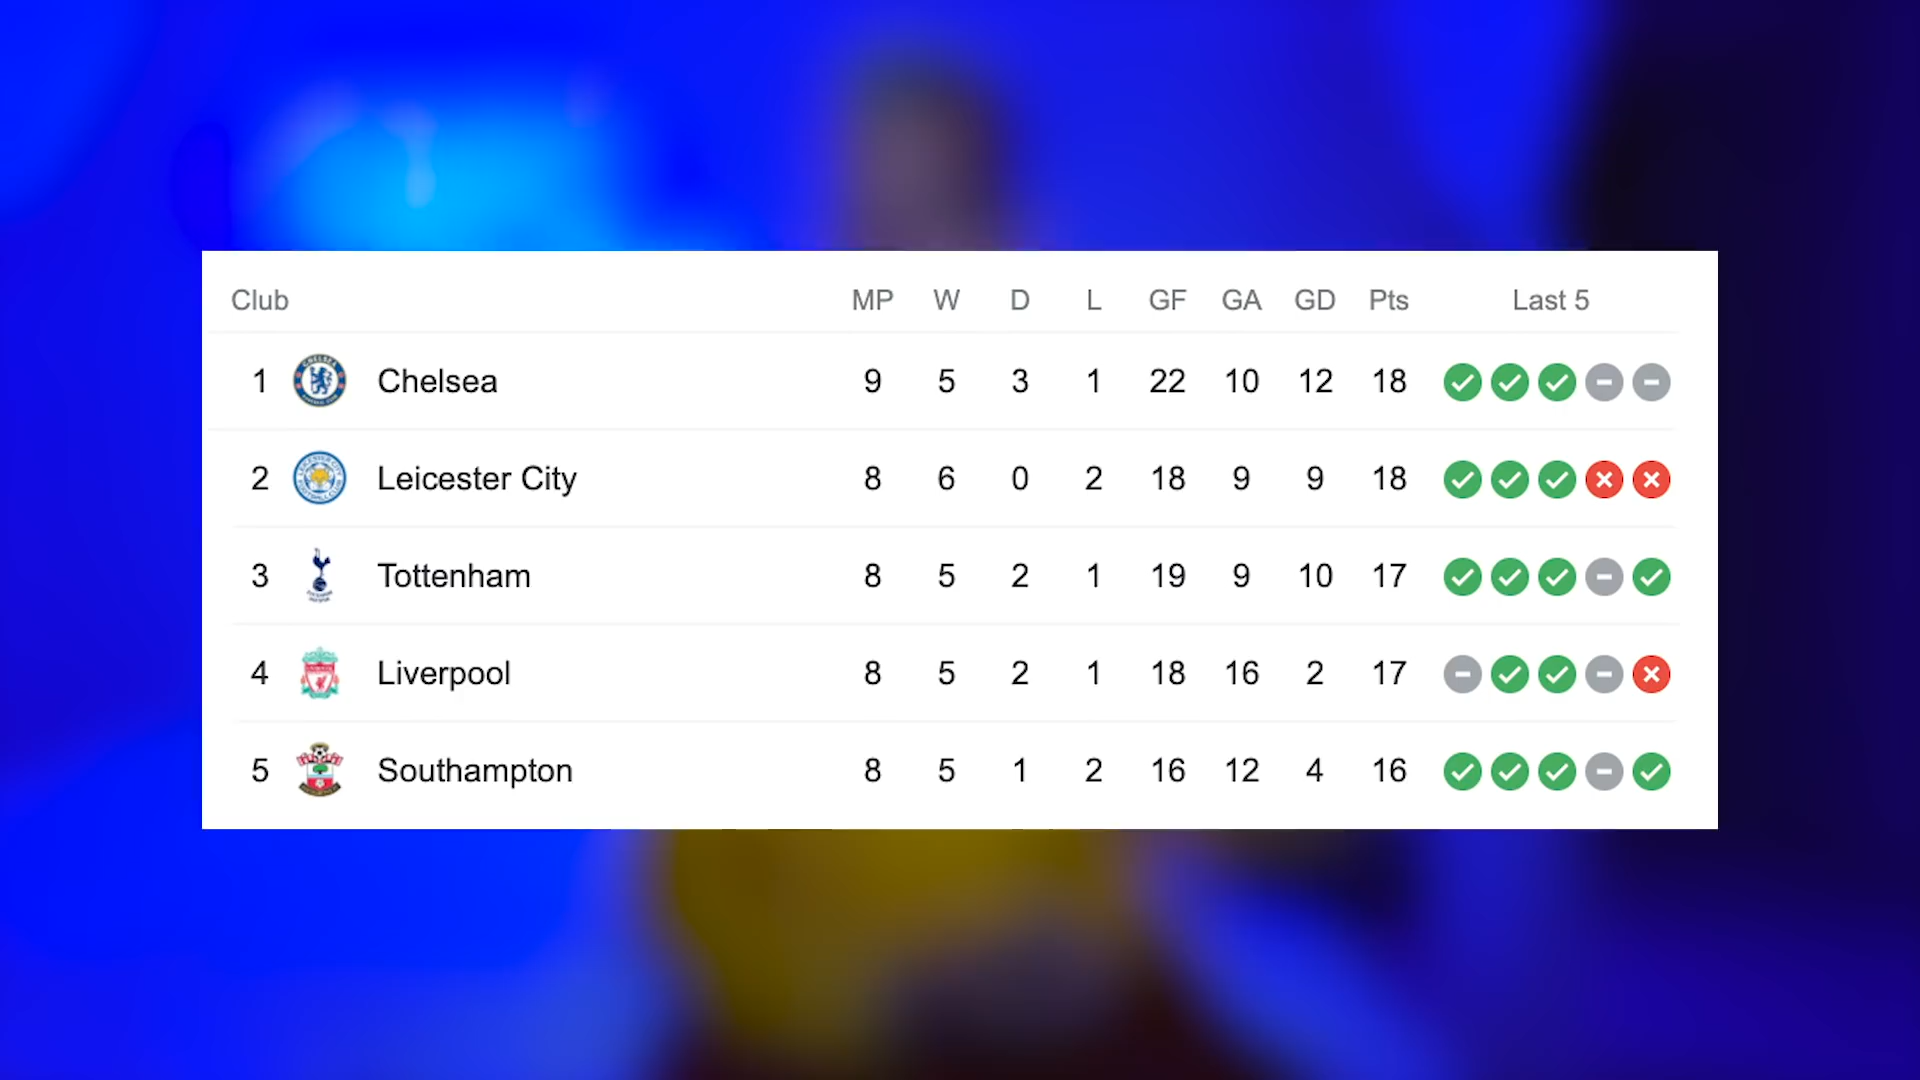 Club MP W D L GF GA GD Pts Last 5
1 Chelsea 9 5 3 1 22 10 12 18
2 Leicester City 8 6 0 2 18 9 9 18
3 Tottenham 8 5 2 1 19 9 10 17
4 Liverpool 8 5 2 1 18 16 2 17
5 Southampton 8 5 1 2 16 12 4 16